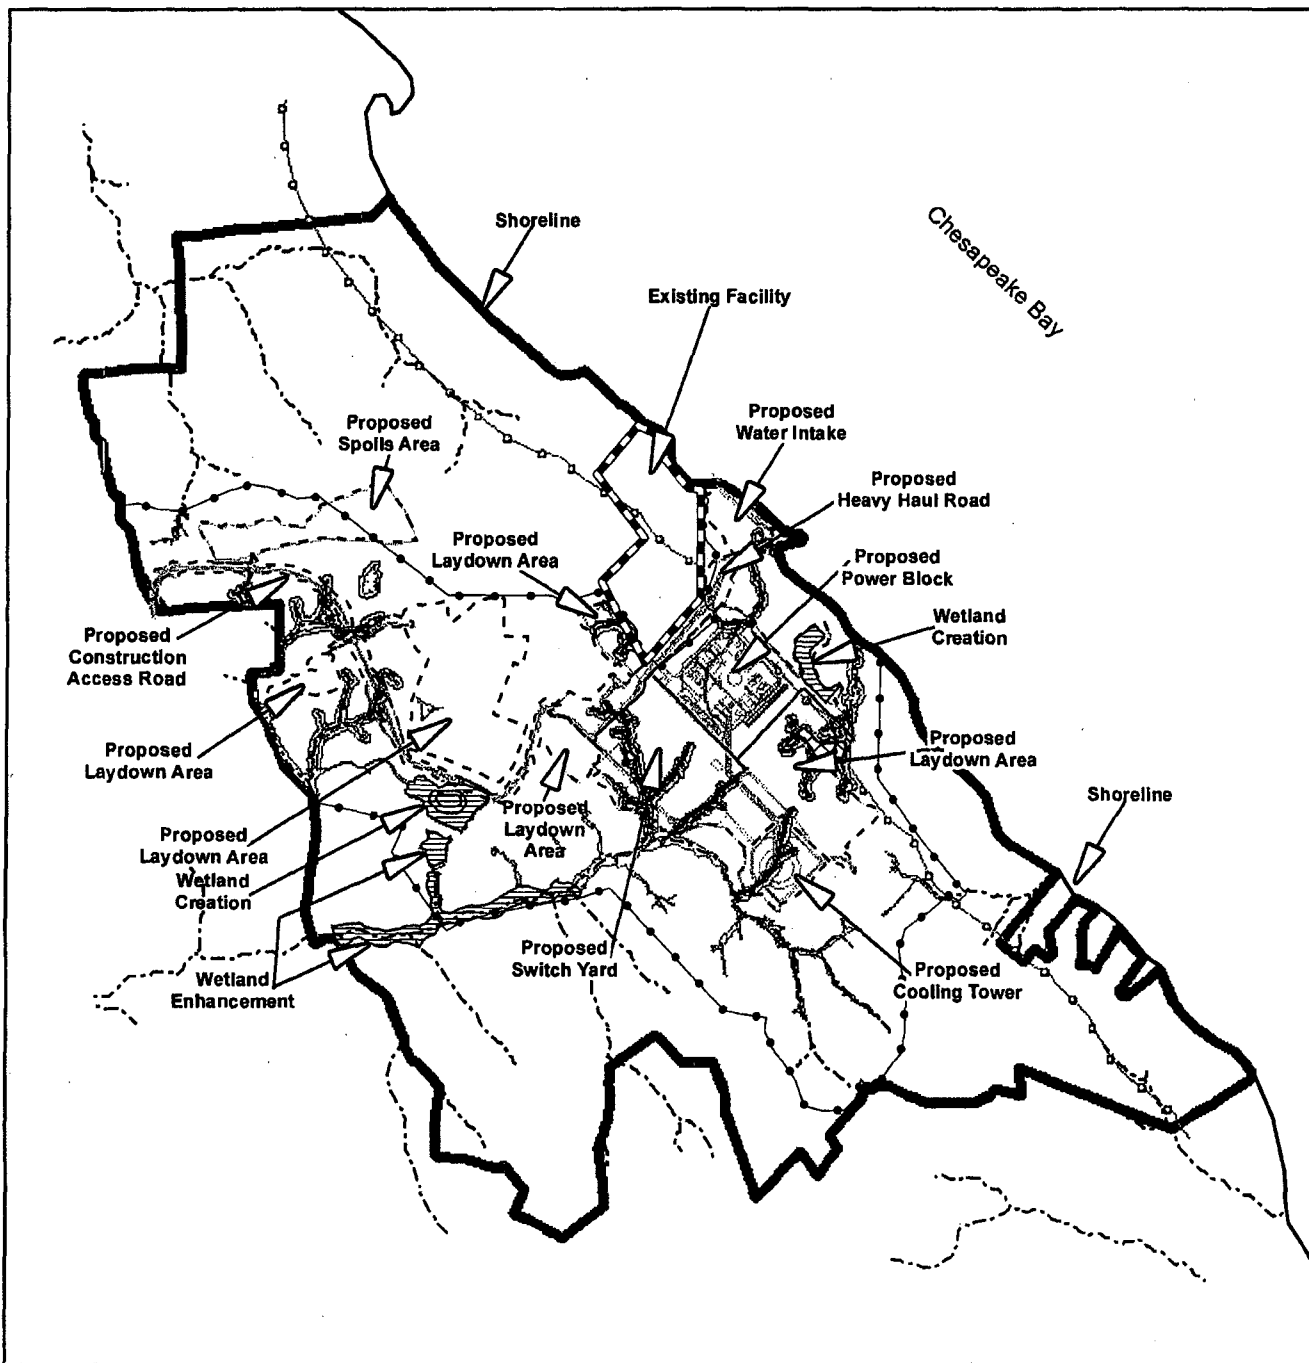 Shoreline
Chesapeake Bay
Existing Facility
Proposed
Water Intake
Proposed
Spoils Area
Proposed
Heavy Haul Road
Proposed
Laydown Area
Proposed
Power Block
Wetland
Creation
Proposed
Construction
Access Road
Proposed
Laydown Area
Proposed
Laydown Area
Shoreline
Proposed
Laydown
Area
Proposed
Laydown Area
Wetland
Creation
Proposed
Switch Yard
Proposed
Cooling Tower
Wetland
Enhancement